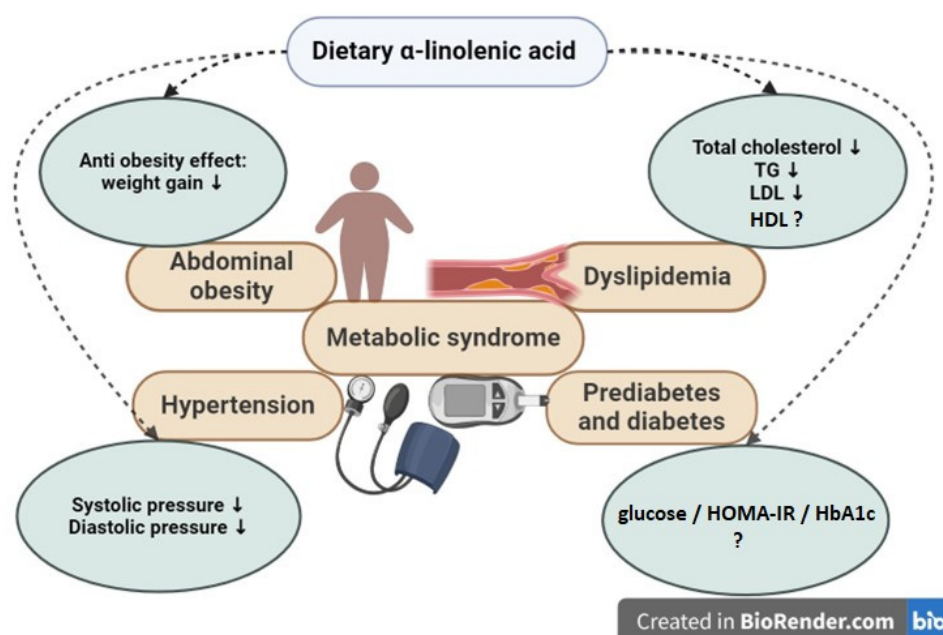 Dietary α-linolenic acid
Anti obesity effect:
weight gain ↓
Total cholesterol ↓
TG ↓
LDL ↓
HDL ?
Abdominal
obesity
Dyslipidemia
Metabolic syndrome
Hypertension
Prediabetes
and diabetes
Systolic pressure ↓
Diastolic pressure ↓
glucose / HOMA-IR / HbA1c
?
Created in BioRender.com bio